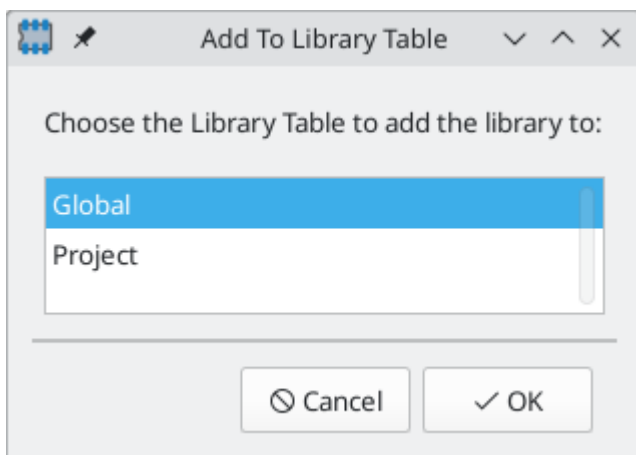 Add To Library Table
Choose the Library Table to add the library to:
Global
Project
Cancel
OK